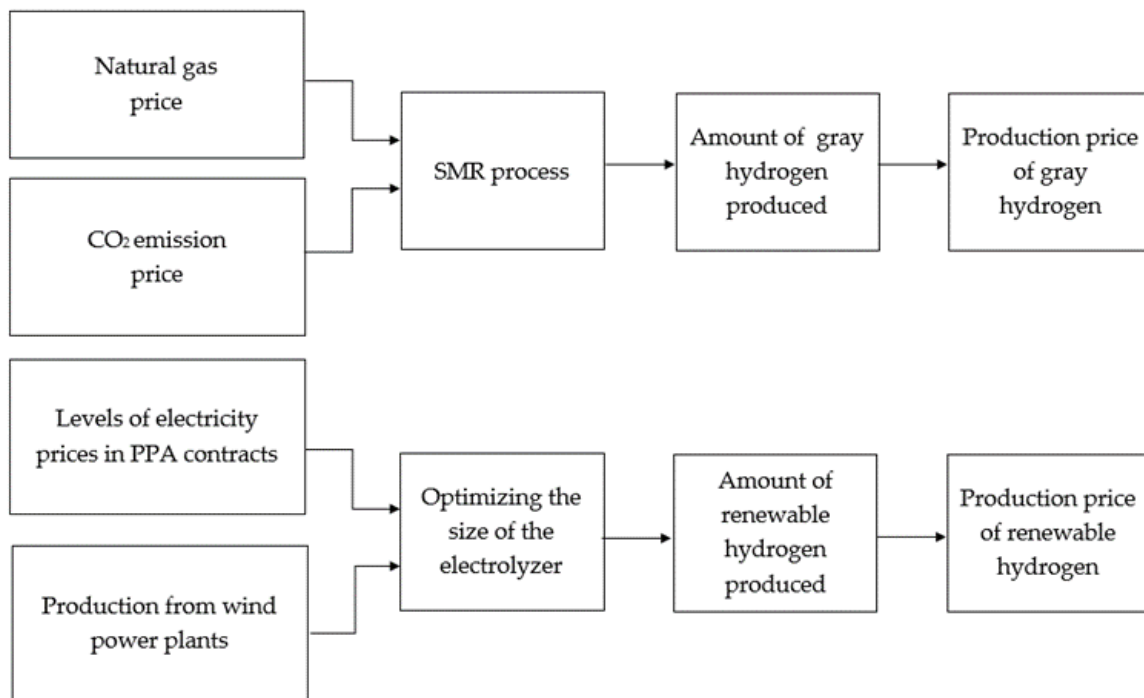 Natural gas
price
CO₂ emission
price
SMR process
Amount of gray
hydrogen
produced
Production price
of gray
hydrogen
Levels of electricity
prices in PPA contracts
Production from wind
power plants
Optimizing the
size of the
electrolyzer
Amount of
renewable
hydrogen
produced
Production price
of renewable
hydrogen